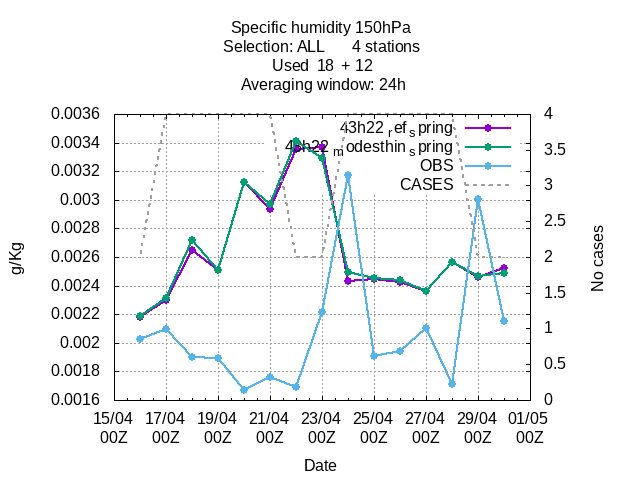 Specific humidity 150hPa
Selection: ALL 4 stations
Used 18 + 12
Averaging window: 24h
0.0036
0.0034
0.0032
0.003
0.0028
0.0026
0.0024
0.0022
0.002
0.0018
0.0016
g/Kg
43h22 refspring
43h22 modesthinspring
OBS
CASES
4
3.5
3
2.5
2
1.5
1
0.5
0
No cases
15/04 17/04 19/04 21/04 23/04 25/04 27/04 29/04 01/05
00Z 00Z 00Z 00Z 00Z 00Z 00Z 00Z 00Z
Date